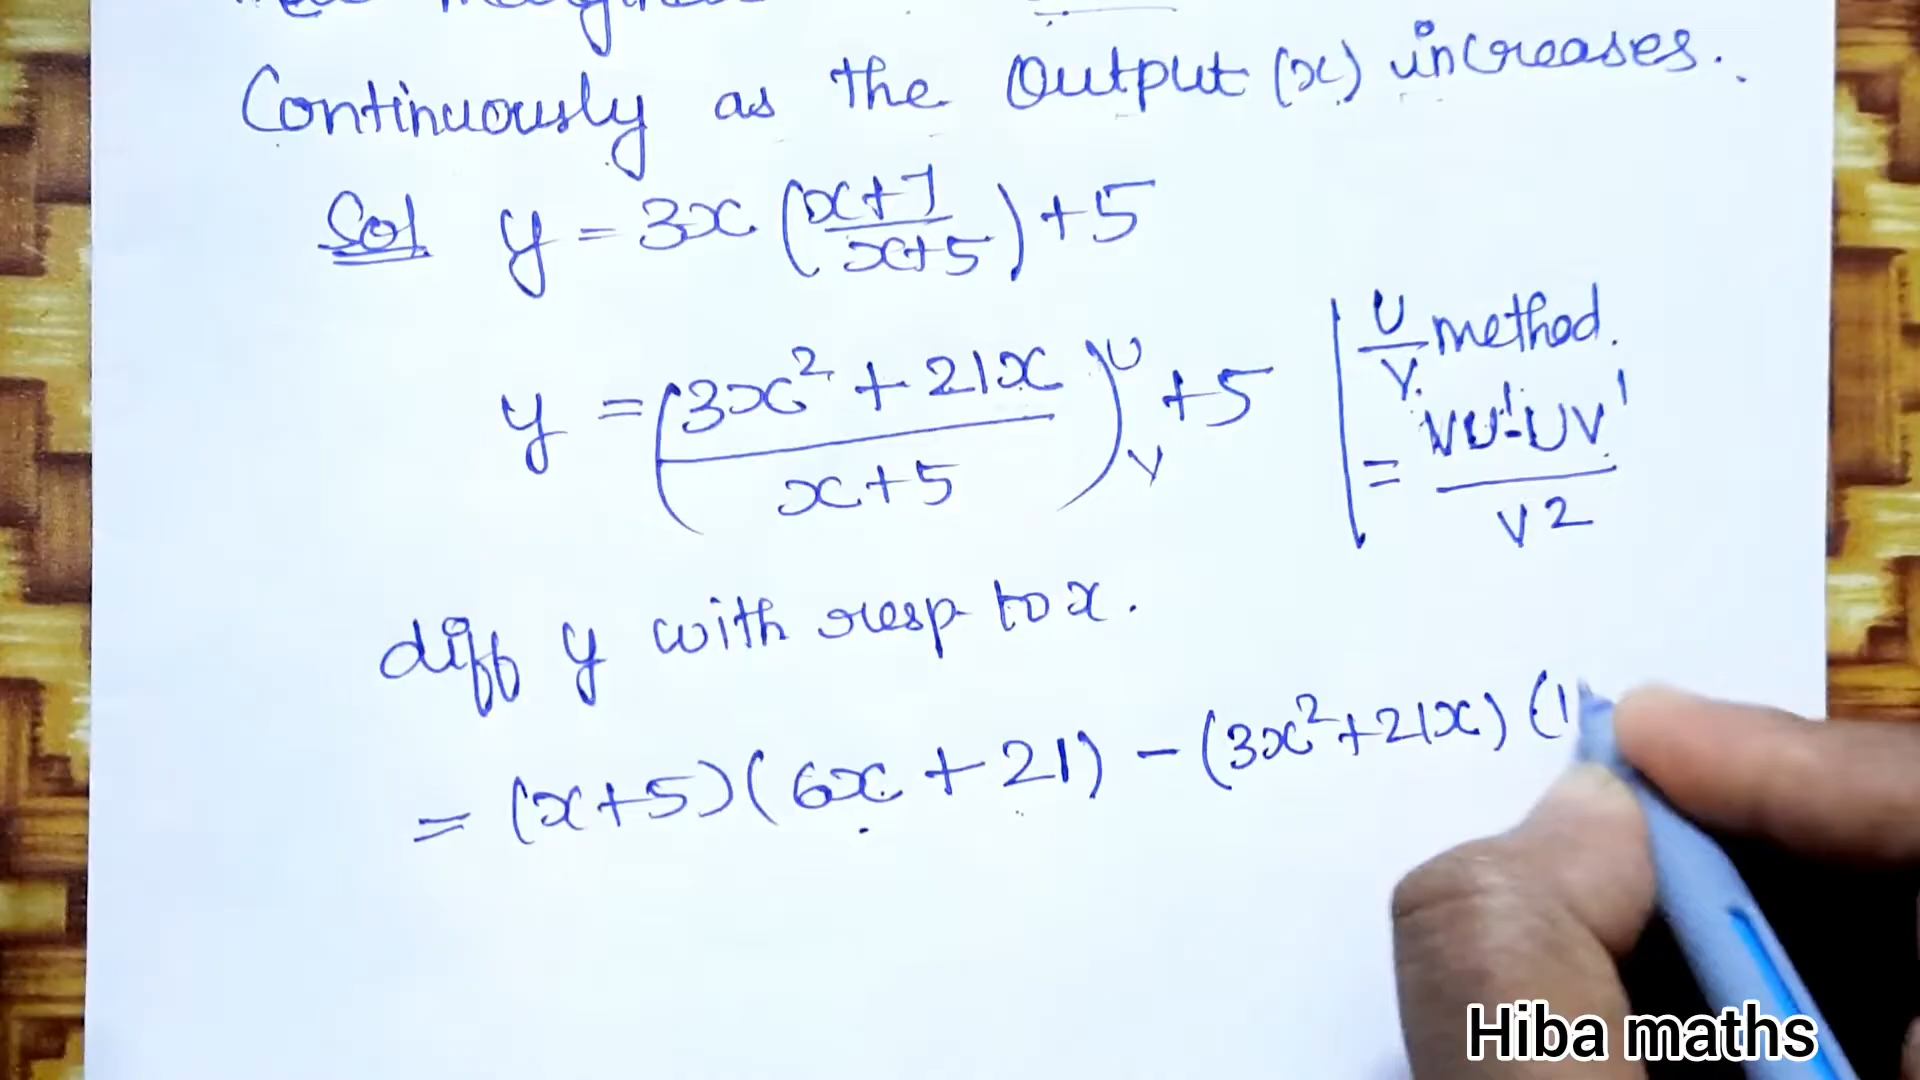 Continuously as the Output (x) increases.
Sol y = 3x (x+7/x+5) + 5
y = (3x² + 21x/x+5) U V + 5
U/V method.
= VU'-UV'/V2
diff y with resp to x.
= (x+5)(6x + 21) - (3x²+21x) (1
Hiba maths